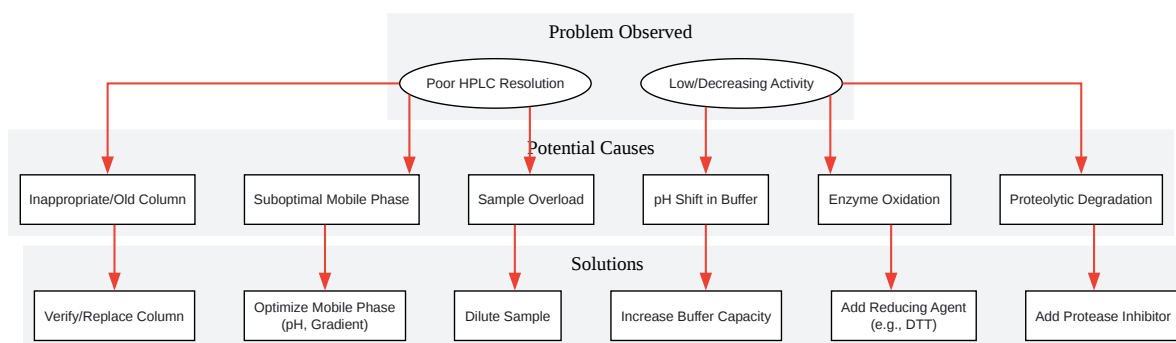 Problem Observed
Poor HPLC Resolution
Low/Decreasing Activity
Potential Causes
Inappropriate/Old Column
Suboptimal Mobile Phase
Sample Overload
pH Shift in Buffer
Enzyme Oxidation
Proteolytic Degradation
Solutions
Verify/Replace Column
Optimize Mobile Phase
(pH, Gradient)
Dilute Sample
Increase Buffer Capacity
Add Reducing Agent
(e.g., DTT)
Add Protease Inhibitor